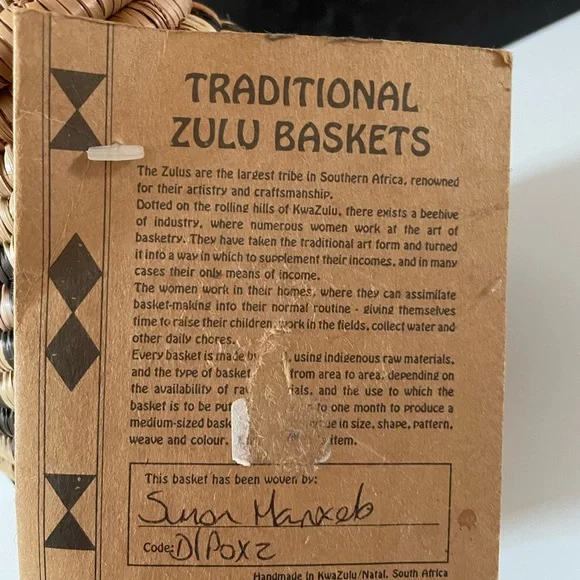 TRADITIONAL
ZULU BASKETS
The Zulus are the largest tribe in Southern Africa, renowned
for their artistry and craftsmanship.
Dotted on the rolling hills of KwaZulu, there exists a beehive
of industry, where numerous women work at the art of
basketry. They have taken the traditional art form and turned
it into a way in which to supplement their incomes, and in many
cases their only means of income.
The women work in their homes, where they can assimilate
basket-making into their normal routine - giving themselves
time to raise their children, work in the fields, collect water and
other daily chores.
Every basket is made by using indigenous raw materials,
and the type of basket from area to area, depending on
the availability of and the use to which the
basket is to be put to one month to produce a
medium-sized in size, shape, pattern,
weave and colour. item.
This basket has been woven by:
Code:
Handmade in KwaZulu/Natal, South Africa